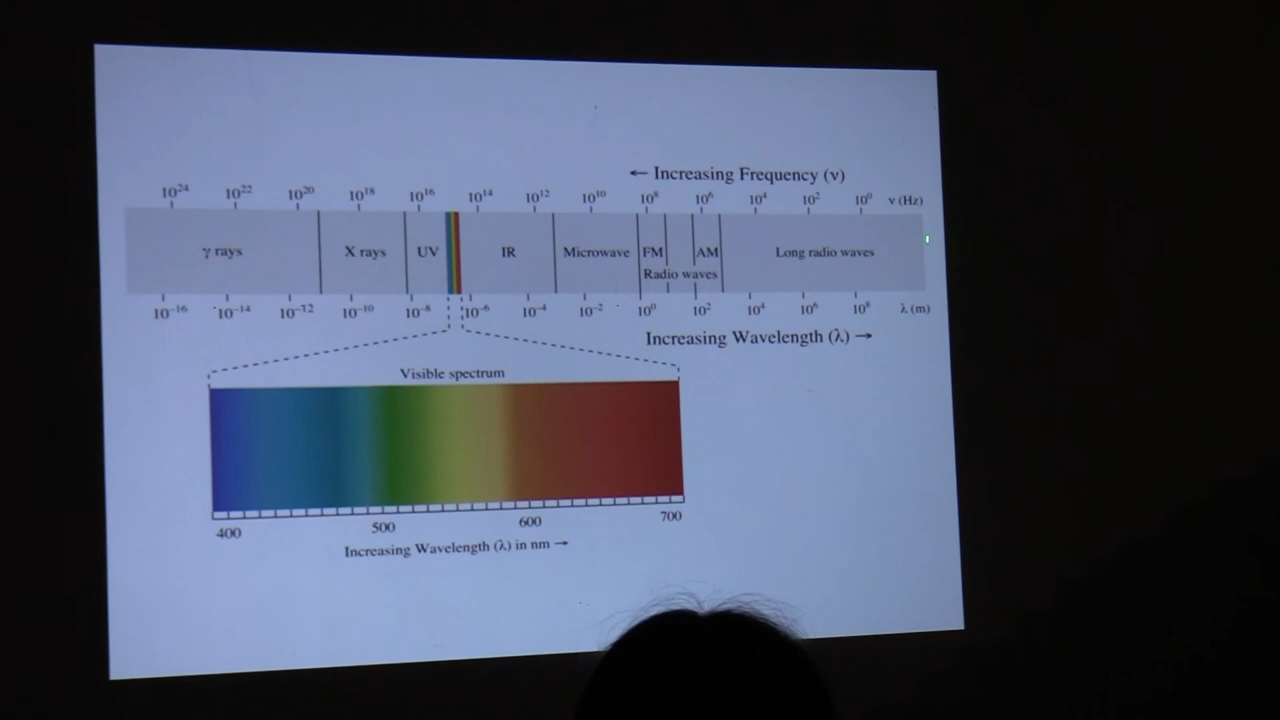 ← Increasing Frequency (ν)
10²⁴ 10²² 10²⁰ 10¹⁸ 10¹⁶ 10¹⁴ 10¹² 10¹⁰ 10⁸ 10⁶ 10⁴ 10² 10⁰ ν (Hz)
γ rays X rays UV IR Microwave FM AM Long radio waves
Radio waves
10⁻¹⁶ 10⁻¹⁴ 10⁻¹² 10⁻¹⁰ 10⁻⁸ 10⁻⁶ 10⁻⁴ 10⁻² 10⁰ 10² 10⁴ 10⁶ 10⁸ λ (m)
Increasing Wavelength (λ) →
Visible spectrum
400 500 600 700
Increasing Wavelength (λ) in nm →